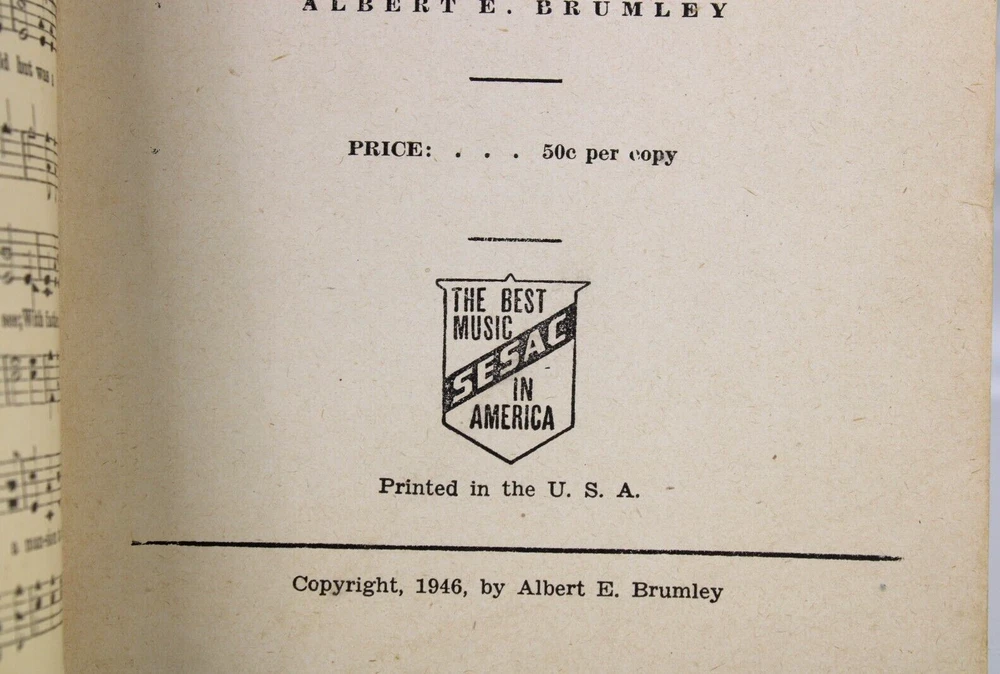 ALBERT E. BRUMLEY
PRICE: . . . 50c per copy
THE BEST
MUSIC
SESAC
IN
AMERICA
Printed in the U. S. A.
Copyright, 1946, by Albert E. Brumley